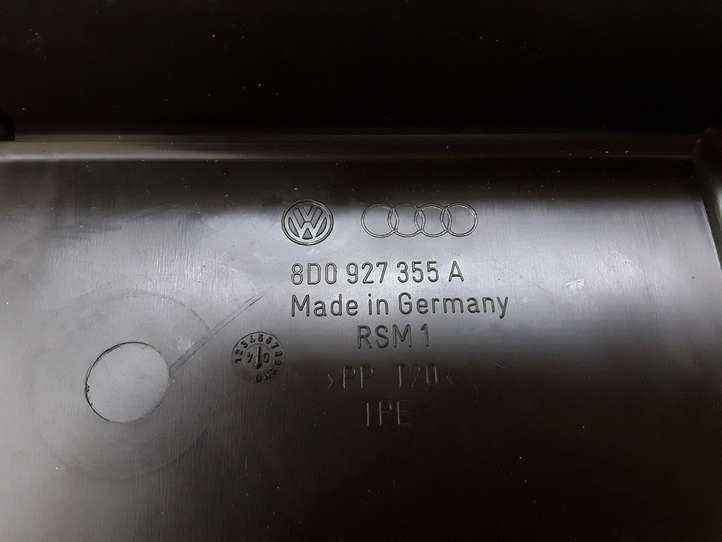 8D0 927 355 A
Made in Germany
RSM 1
>PP T20<
TPE